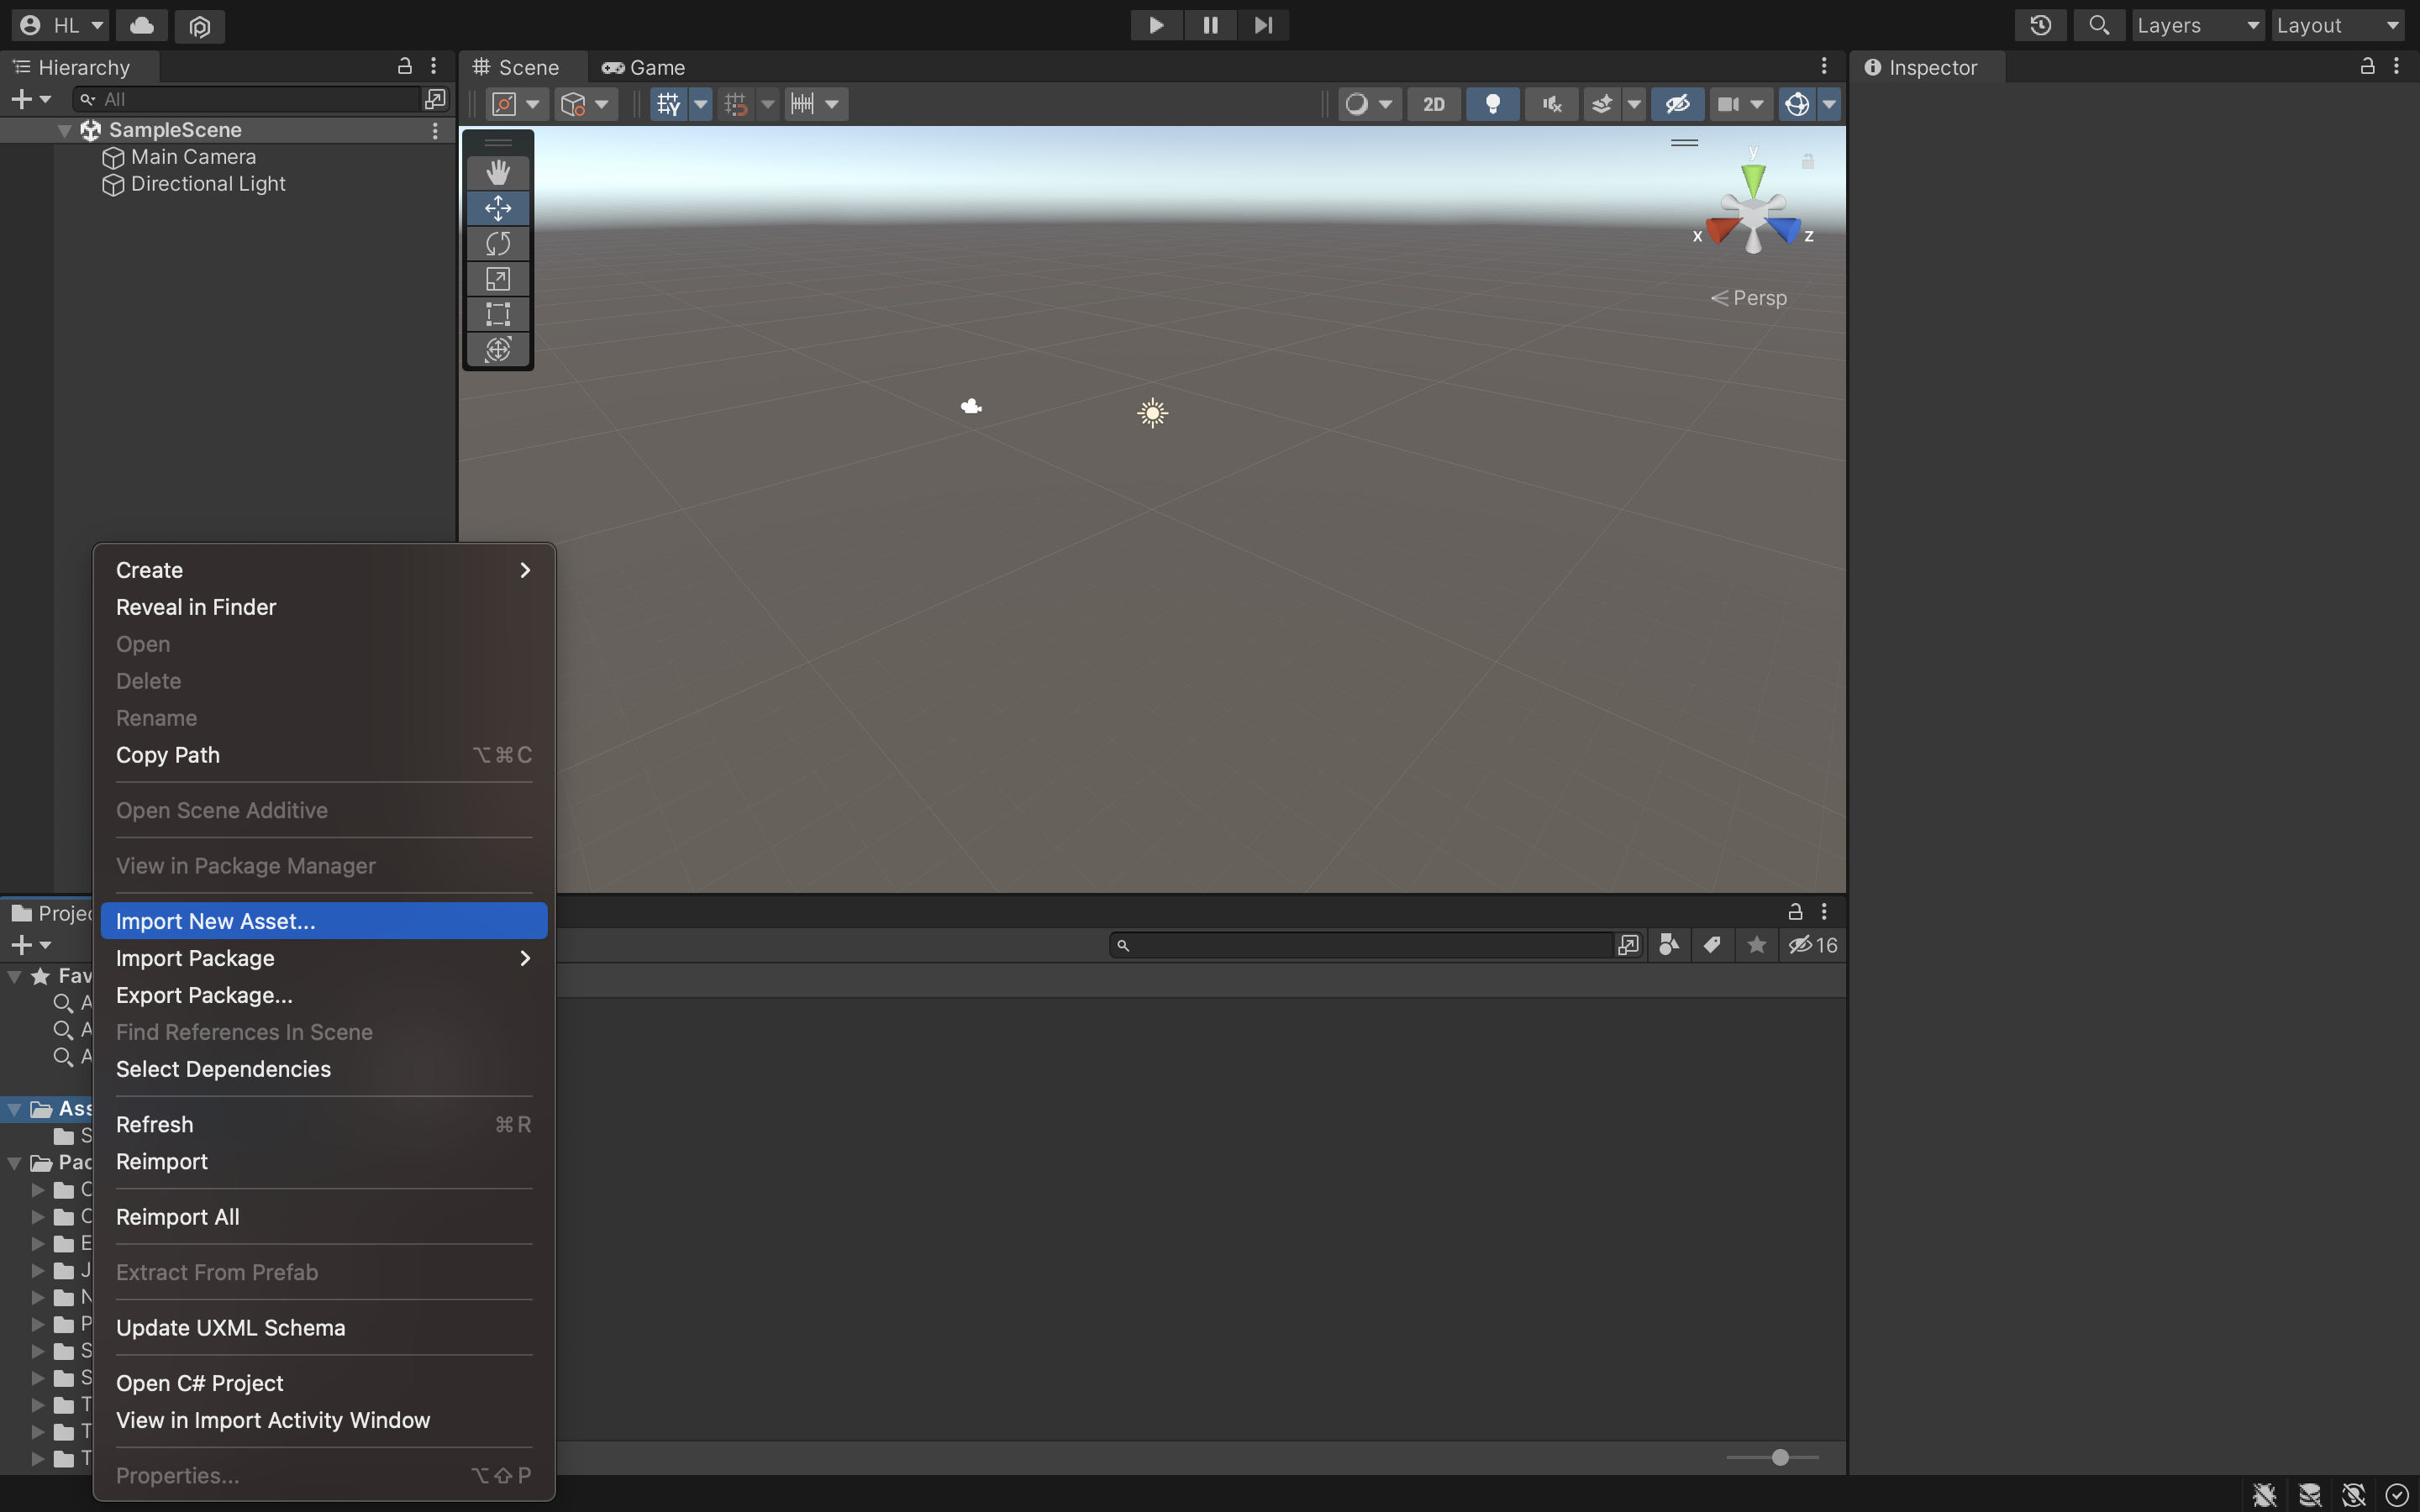 HL
Layers
Layout
Hierarchy
All
SampleScene
Main Camera
Directional Light
Scene
Game
2D
y
x
z
Persp
Inspector
Create
Reveal in Finder
Open
Delete
Rename
Copy Path ⌥⌘C
Open Scene Additive
View in Package Manager
Import New Asset...
Import Package
Export Package...
Find References In Scene
Select Dependencies
Refresh ⌘R
Reimport
Reimport All
Extract From Prefab
Update UXML Schema
Open C# Project
View in Import Activity Window
Properties... ⌥⇧P
Projec
16
Fav
A
A
A
Ass
S
Pac
E
J
N
P
S
S
T
T
T